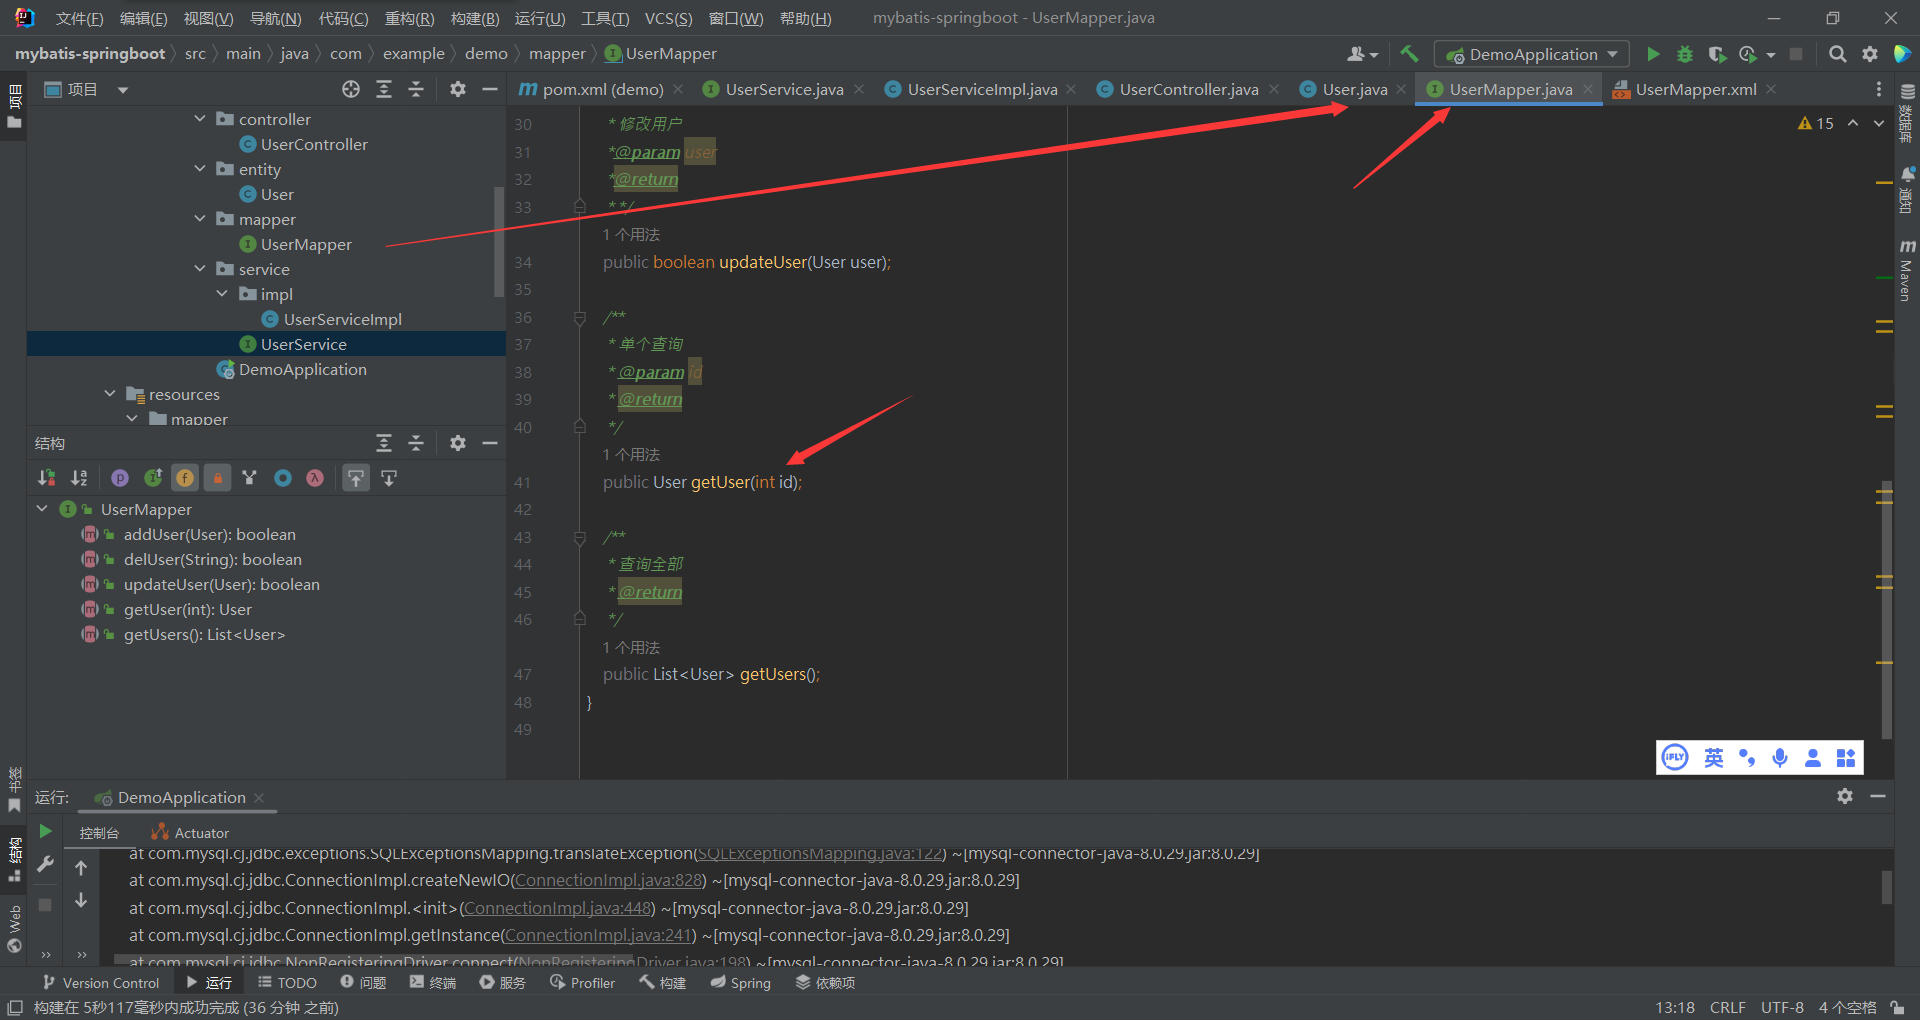 文件(F) 编辑(E) 视图(V) 导航(N) 代码(C) 重构(R) 构建(B) 运行(U) 工具(T) VCS(S) 窗口(W) 帮助(H) mybatis-springboot - UserMapper.java
mybatis-springboot src main java com example demo mapper UserMapper DemoApplication
项目
项目
pom.xml (demo) UserService.java UserServiceImpl.java UserController.java User.java UserMapper.java UserMapper.xml
controller
UserController
entity
User
mapper
UserMapper
service
impl
UserServiceImpl
UserService
DemoApplication
resources
mapper
结构
UserMapper
addUser(User): boolean
delUser(String): boolean
updateUser(User): boolean
getUser(int): User
getUsers(): List<User>
15
30 * 修改用户
31 *@param user
32 *@return
33 **/
1 个用法
34 public boolean updateUser(User user);
35
36 /**
37 * 单个查询
38 * @param id
39 * @return
40 */
1 个用法
41 public User getUser(int id);
42
43 /**
44 * 查询全部
45 * @return
46 */
1 个用法
47 public List<User> getUsers();
48 }
49
数据库
通知
Maven
iFLY 英
书签
结构
Web
运行: DemoApplication
控制台 Actuator
at com.mysql.cj.jdbc.exceptions.SQLExceptionsMapping.translateException(SQLExceptionsMapping.java:122) ~[mysql-connector-java-8.0.29.jar:8.0.29]
at com.mysql.cj.jdbc.ConnectionImpl.createNewIO(ConnectionImpl.java:828) ~[mysql-connector-java-8.0.29.jar:8.0.29]
at com.mysql.cj.jdbc.ConnectionImpl.<init>(ConnectionImpl.java:448) ~[mysql-connector-java-8.0.29.jar:8.0.29]
at com.mysql.cj.jdbc.ConnectionImpl.getInstance(ConnectionImpl.java:241) ~[mysql-connector-java-8.0.29.jar:8.0.29]
at com.mysql.cj.jdbc.NonRegisteringDriver.connect(NonRegisteringDriver.java:198) ~[mysql-connector-java-8.0.29.jar:8.0.29]
Version Control 运行 TODO 问题 终端 服务 Profiler 构建 Spring 依赖项
构建在 5秒117毫秒内成功完成 (36 分钟 之前) 13:18 CRLF UTF-8 4 个空格